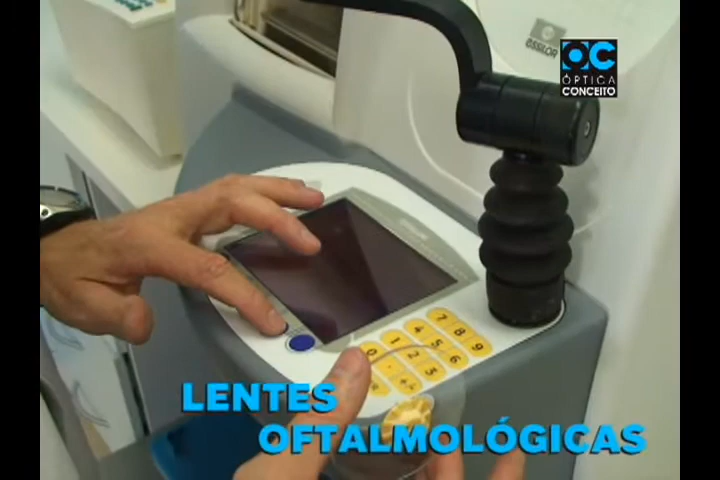 ESSILOR
OC
ÓPTICA
CONCEITO
7 8 9
4 5 6
1 2 3
0 . +/-
LENTES
OFTALMOLÓGICAS